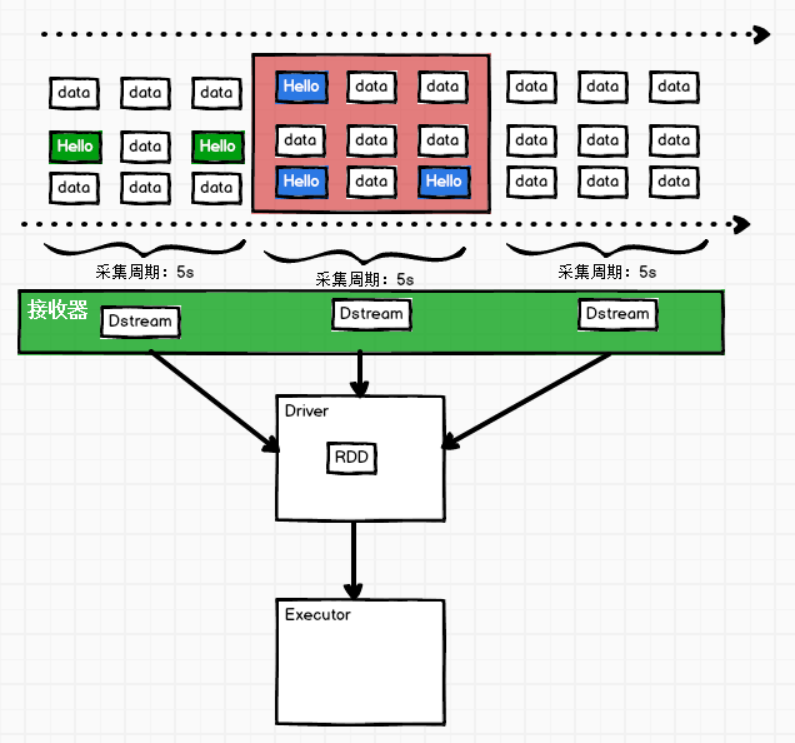 data data data Hello data data data data data
Hello data Hello data data data data data data
data data data Hello data Hello data data data
采集周期：5s 采集周期：5s 采集周期：5s
接收器 Dstream Dstream Dstream
Driver
RDD
Executor